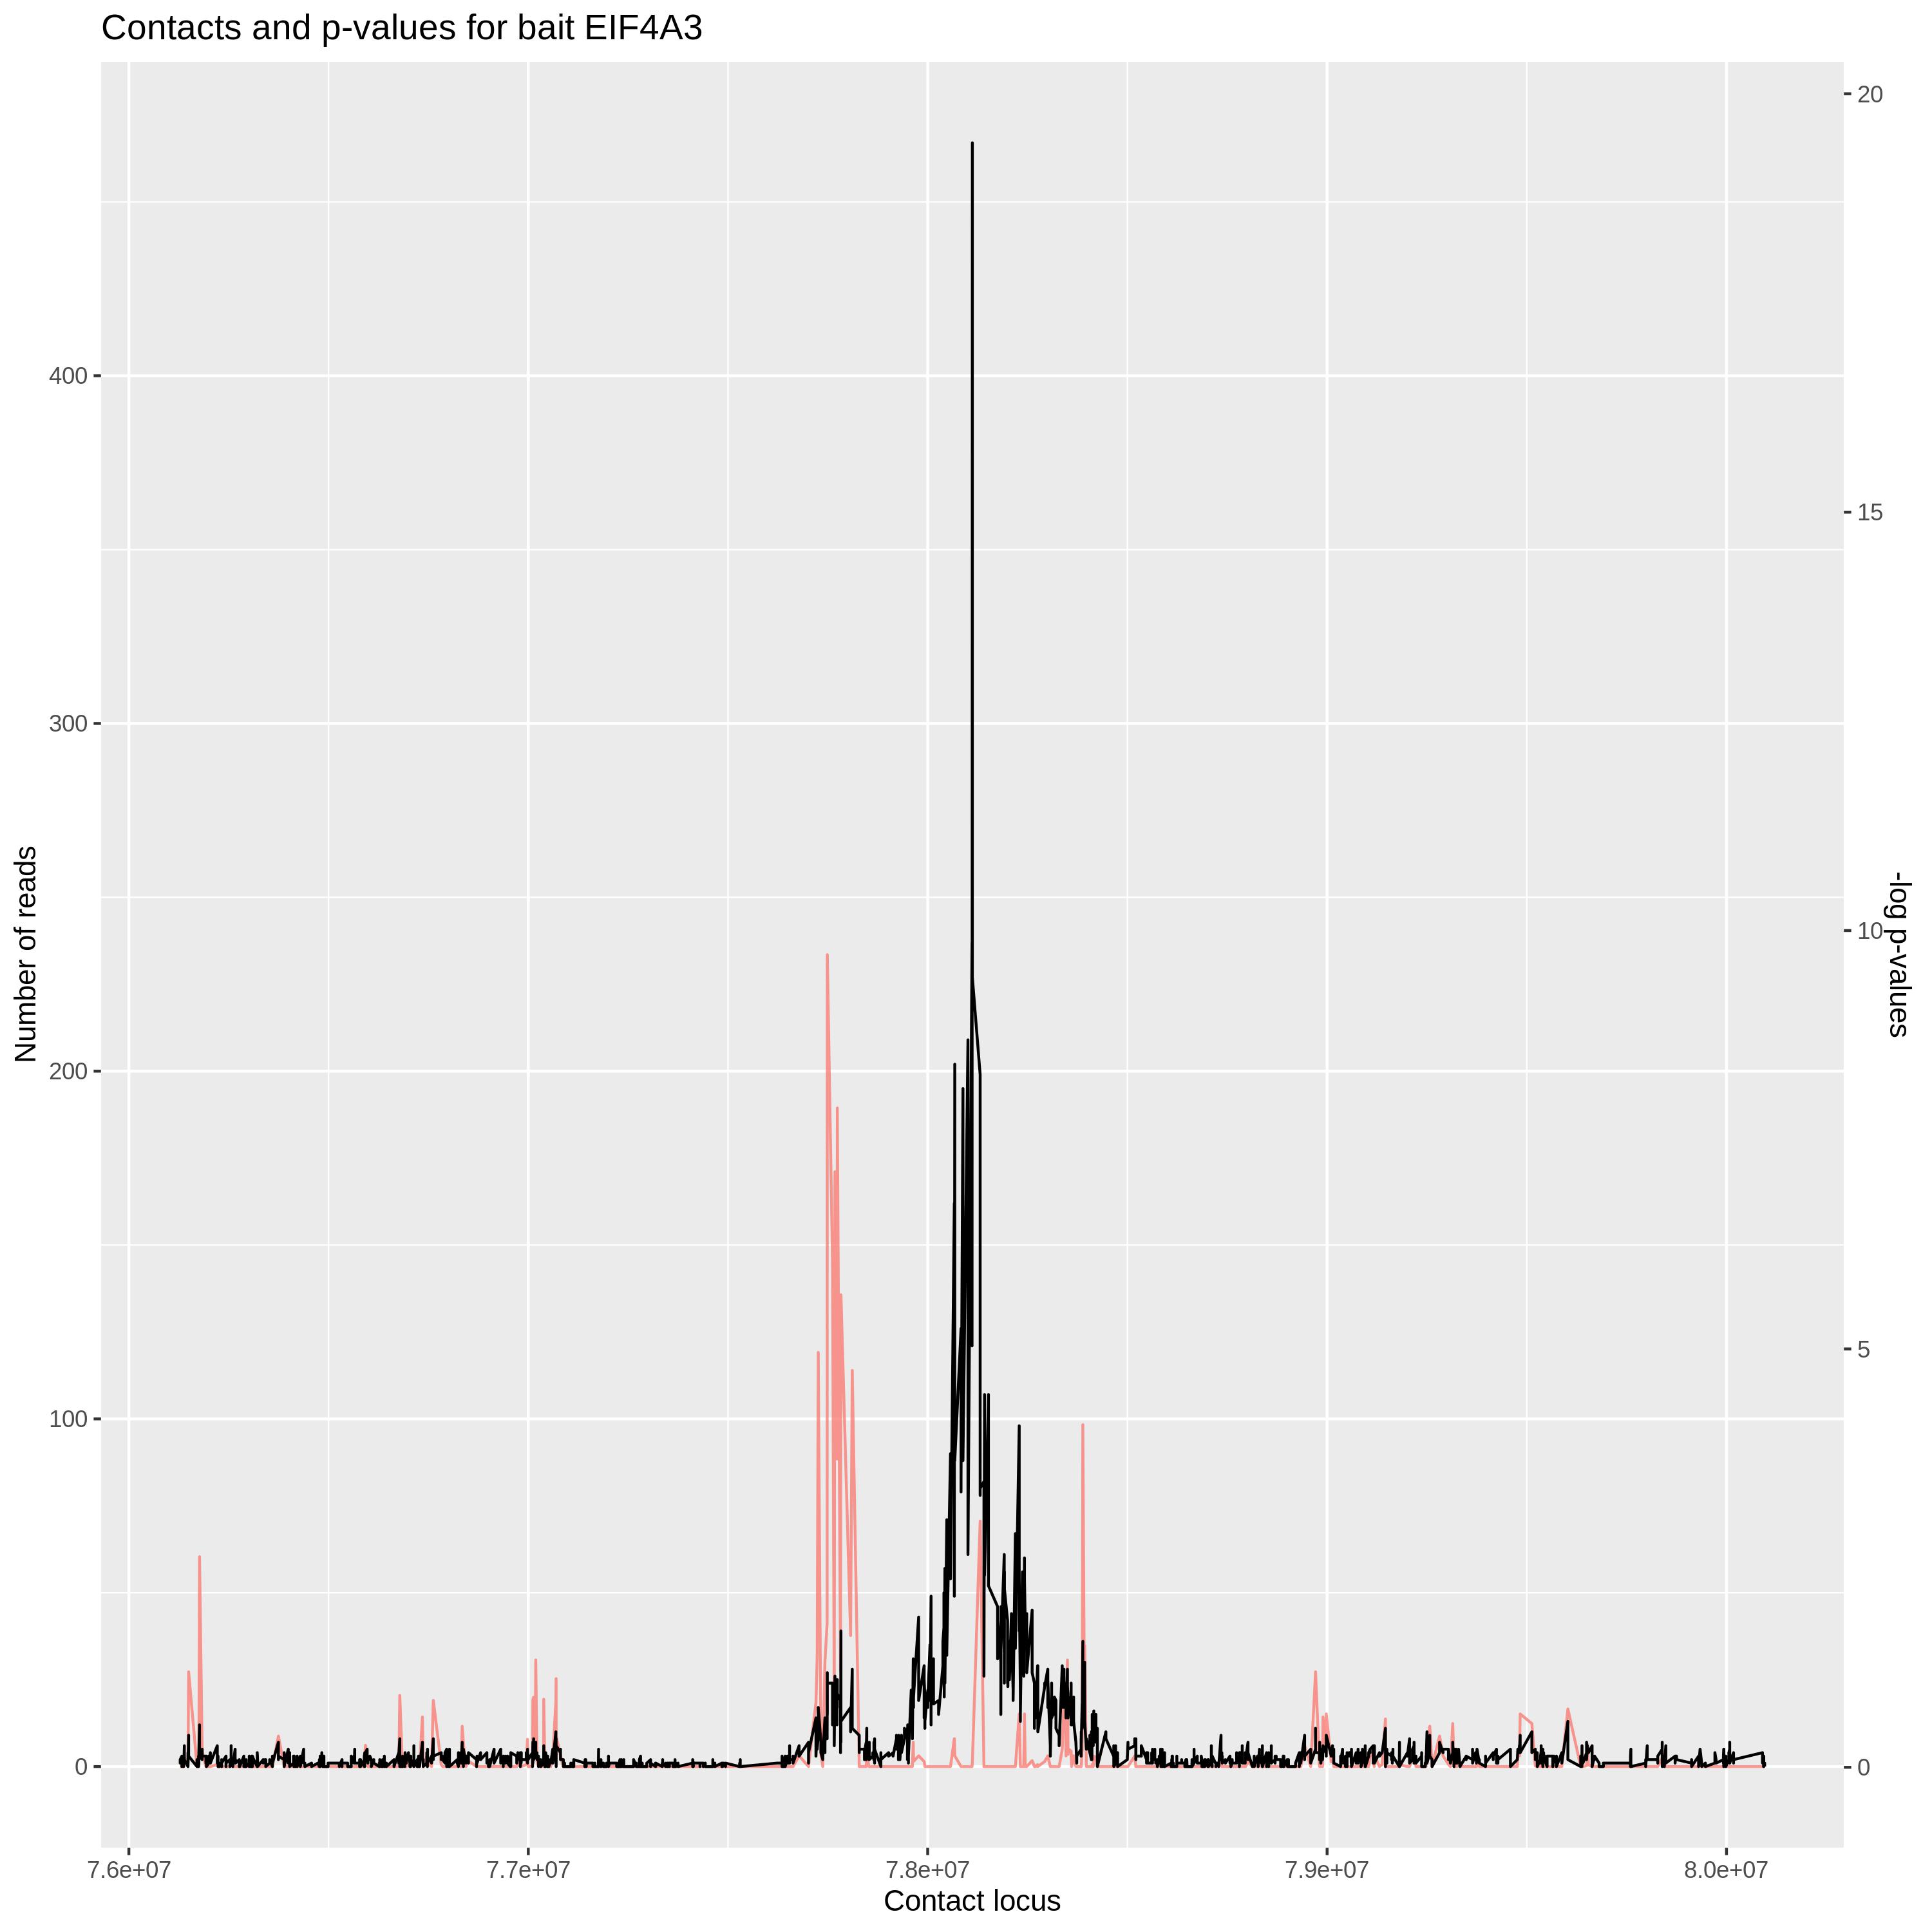 Contacts and p-values for bait EIF4A3
20
15
10
5
0
400
300
200
100
0
Number of reads
-log p-values
7.6e+07 7.7e+07 7.8e+07 7.9e+07 8.0e+07
Contact locus